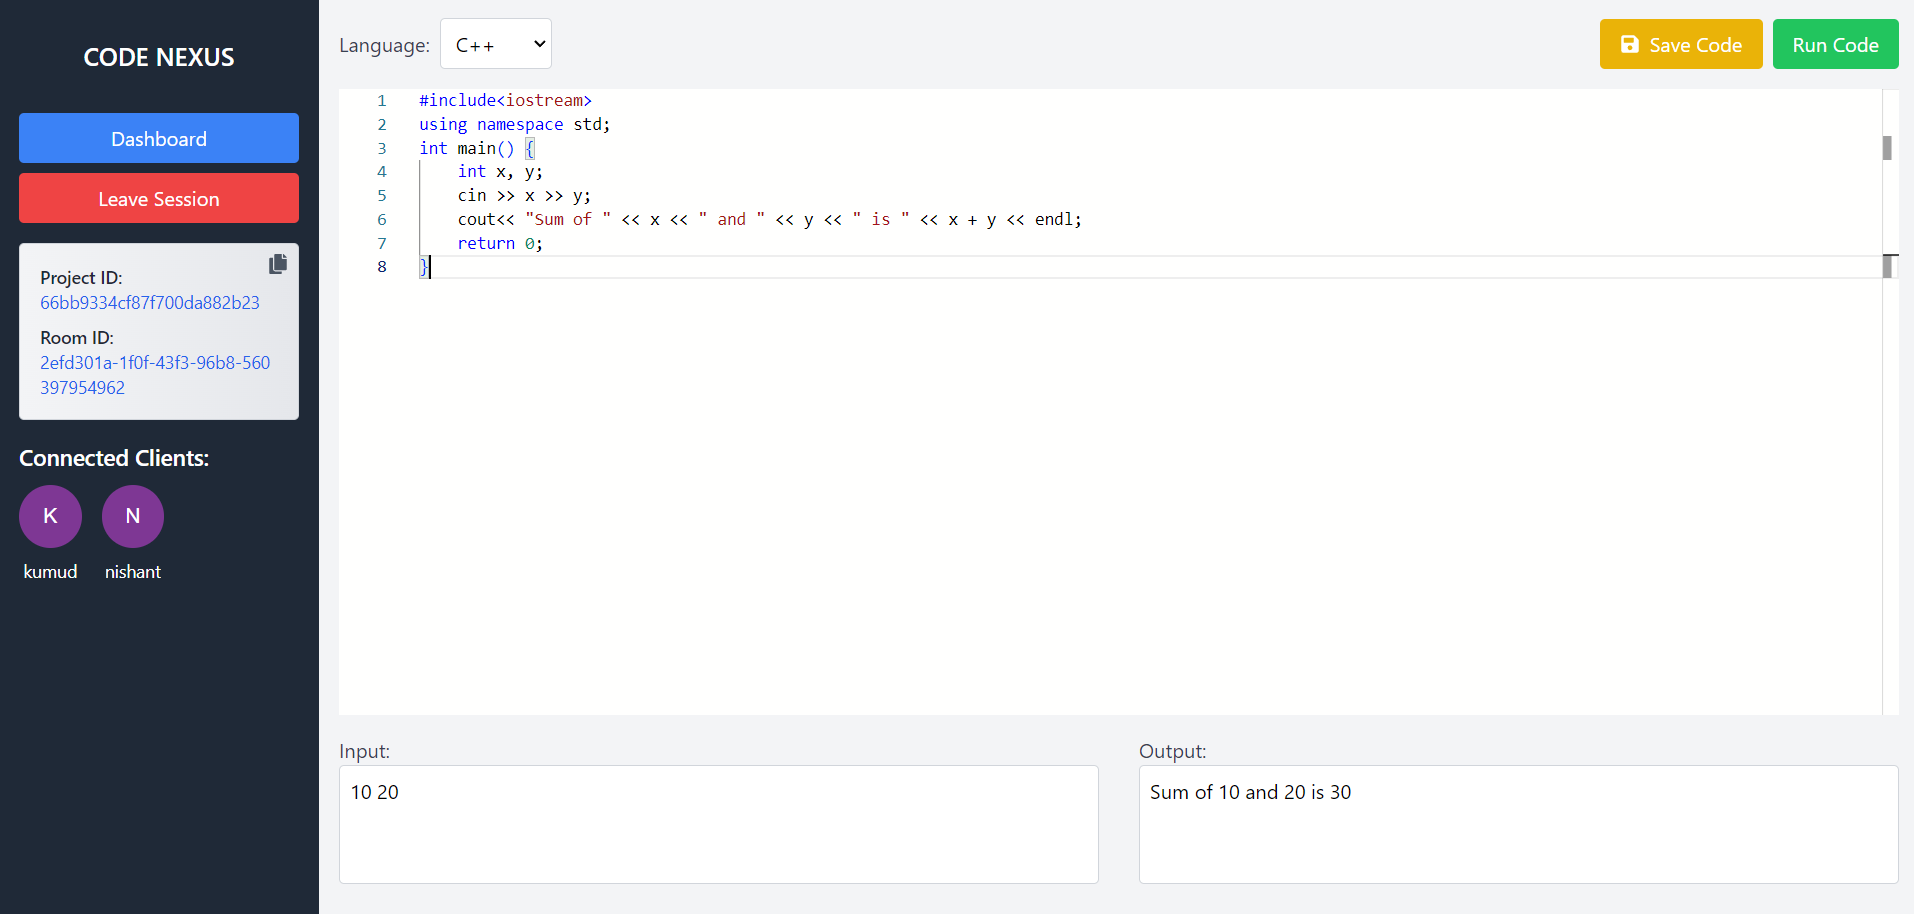 CODE NEXUS
Dashboard
Leave Session
Project ID:
66bb9334cf87f700da882b23
Room ID:
2efd301a-1f0f-43f3-96b8-560
397954962
Connected Clients:
K N
kumud nishant
Language: C++
Save Code Run Code
1 #include<iostream>
2 using namespace std;
3 int main() {
4     int x, y;
5     cin >> x >> y;
6     cout<< "Sum of " << x << " and " << y << " is " << x + y << endl;
7     return 0;
8 }
Input:
10 20
Output:
Sum of 10 and 20 is 30